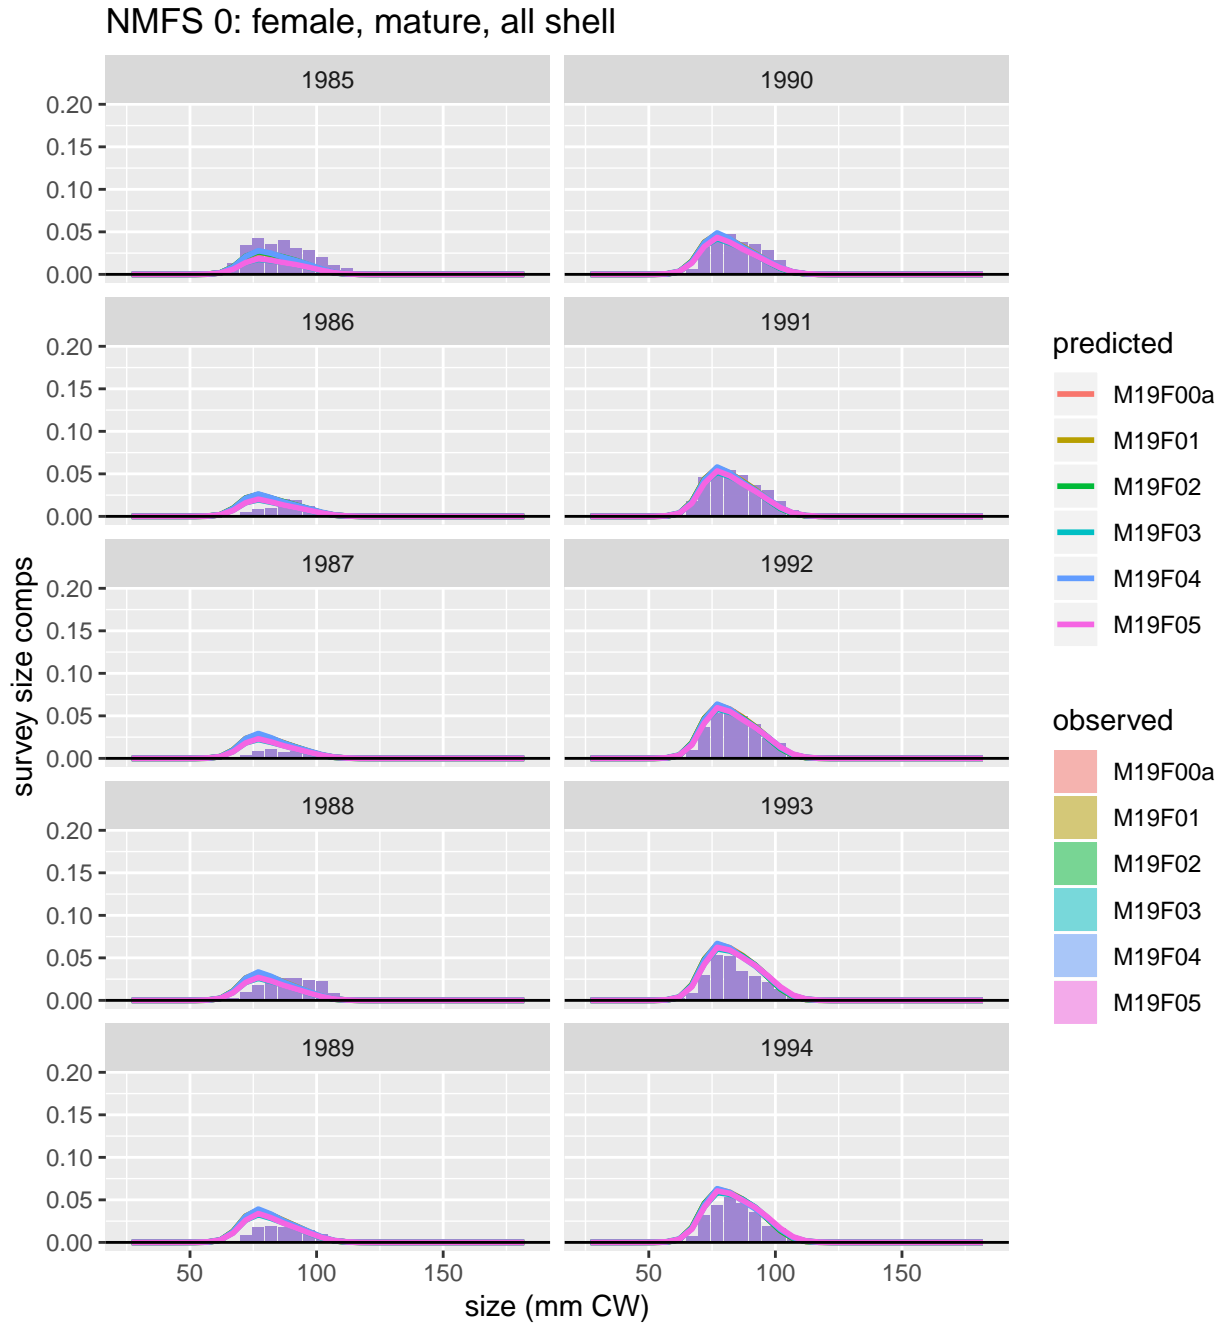 NMFS 0: female, mature, all shell
1985
1990
0.20
0.15
0.10
0.05
0.00
1986
1991
0.20
0.15
0.10
0.05
0.00
1987
1992
0.20
0.15
0.10
0.05
0.00
1988
1993
0.20
0.15
0.10
0.05
0.00
1989
1994
0.20
0.15
0.10
0.05
0.00
50 100 150
50 100 150
size (mm CW)
survey size comps
predicted
M19F00a
M19F01
M19F02
M19F03
M19F04
M19F05
observed
M19F00a
M19F01
M19F02
M19F03
M19F04
M19F05